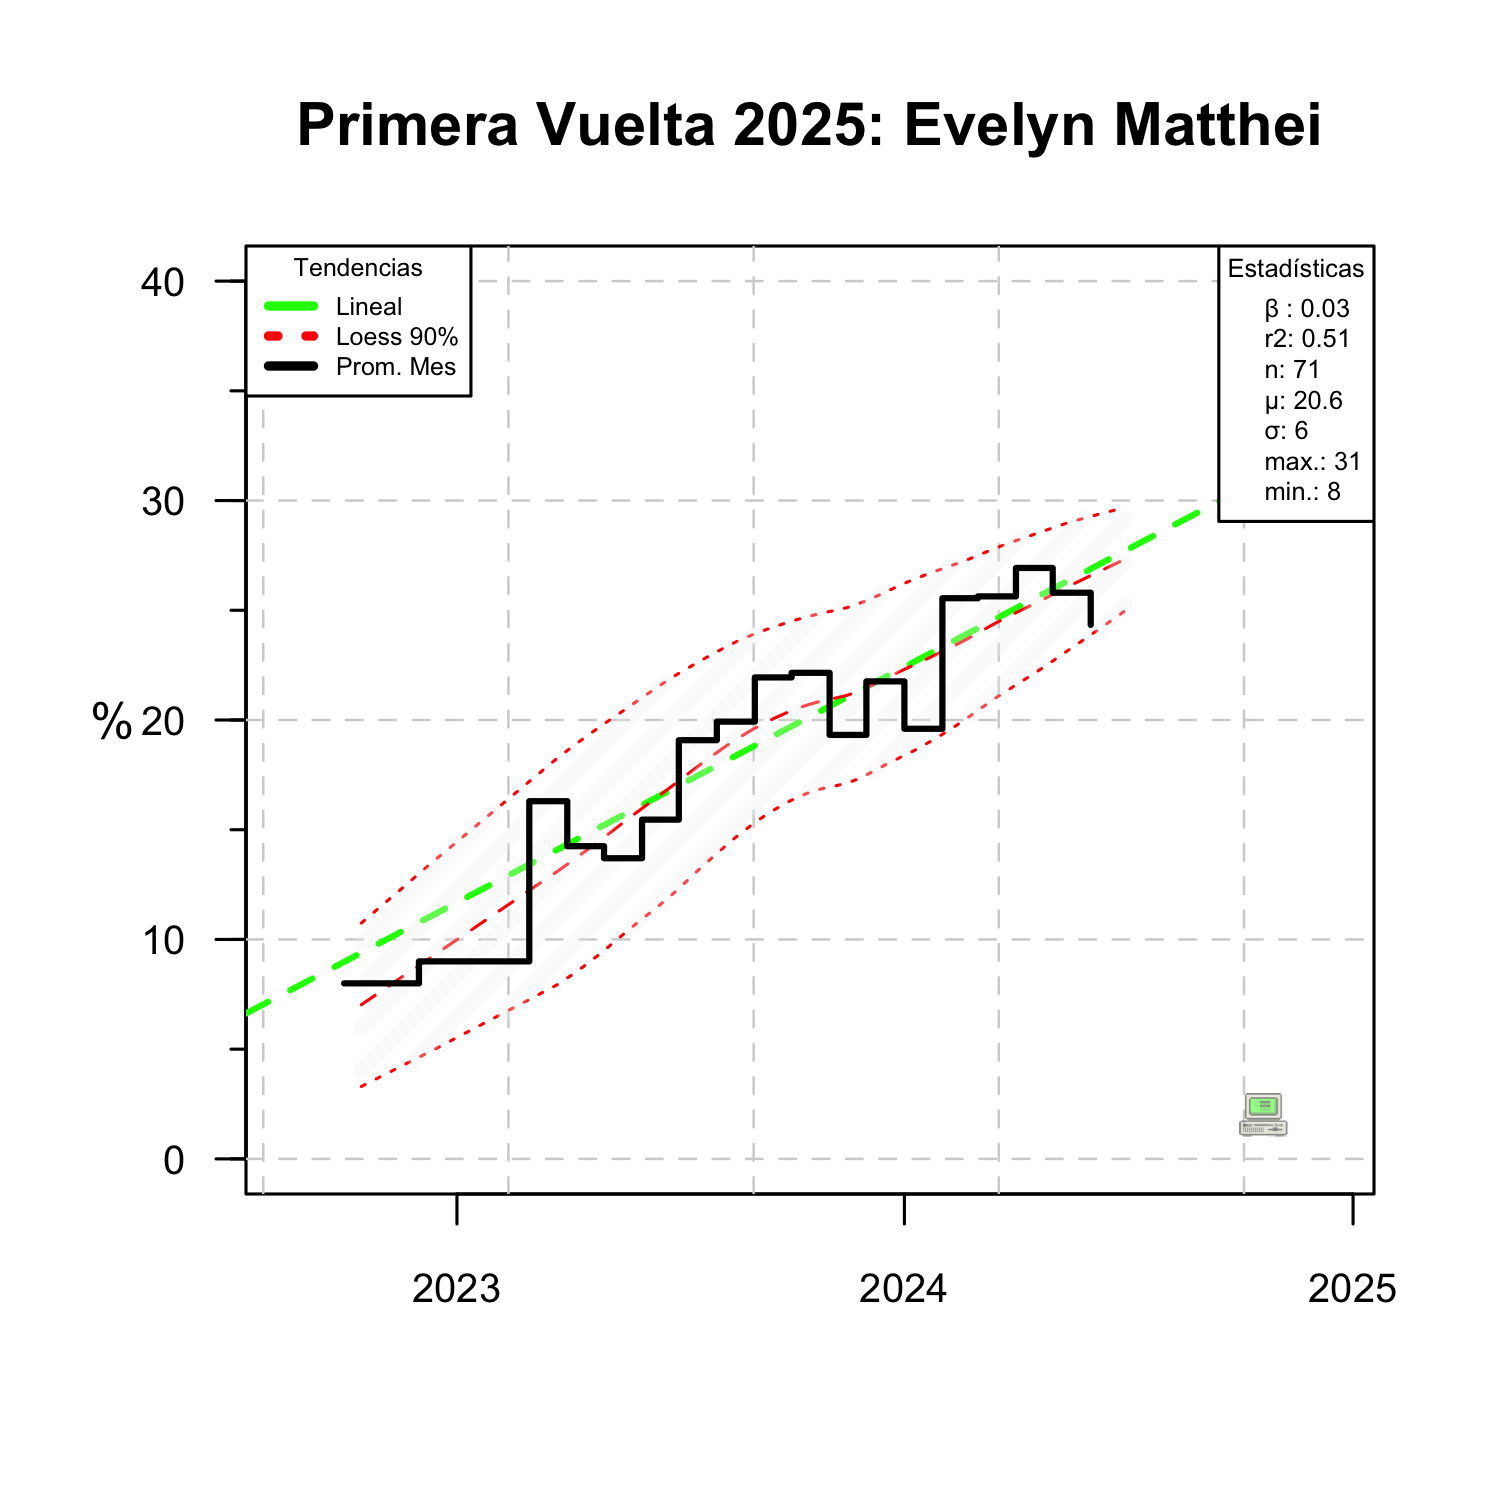 Primera Vuelta 2025: Evelyn Matthei
Tendencias
Lineal
Loess 90%
Prom. Mes
Estadísticas
β : 0.03
r2: 0.51
n: 71
μ: 20.6
σ: 6
max.: 31
min.: 8
40
30
% 20
10
0
2023 2024 2025